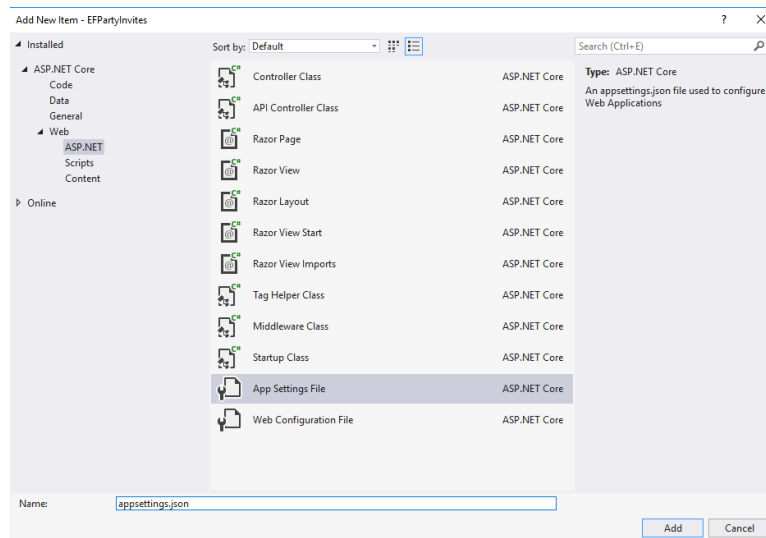 Add New Item - EFPartyInvites ? X
Installed
Sort by: Default
Search (Ctrl+E)
ASP.NET Core
Code
Data
General
Web
ASP.NET
Scripts
Content
Online
C# Controller Class ASP.NET Core
C# API Controller Class ASP.NET Core
C# @ Razor Page ASP.NET Core
C# @ Razor View ASP.NET Core
C# @ Razor Layout ASP.NET Core
C# @ Razor View Start ASP.NET Core
C# @ Razor View Imports ASP.NET Core
C# Tag Helper Class ASP.NET Core
C# Middleware Class ASP.NET Core
C# Startup Class ASP.NET Core
App Settings File ASP.NET Core
Web Configuration File ASP.NET Core
Type: ASP.NET Core
An appsettings.json file used to configure
Web Applications
Name: appsettings.json
Add Cancel